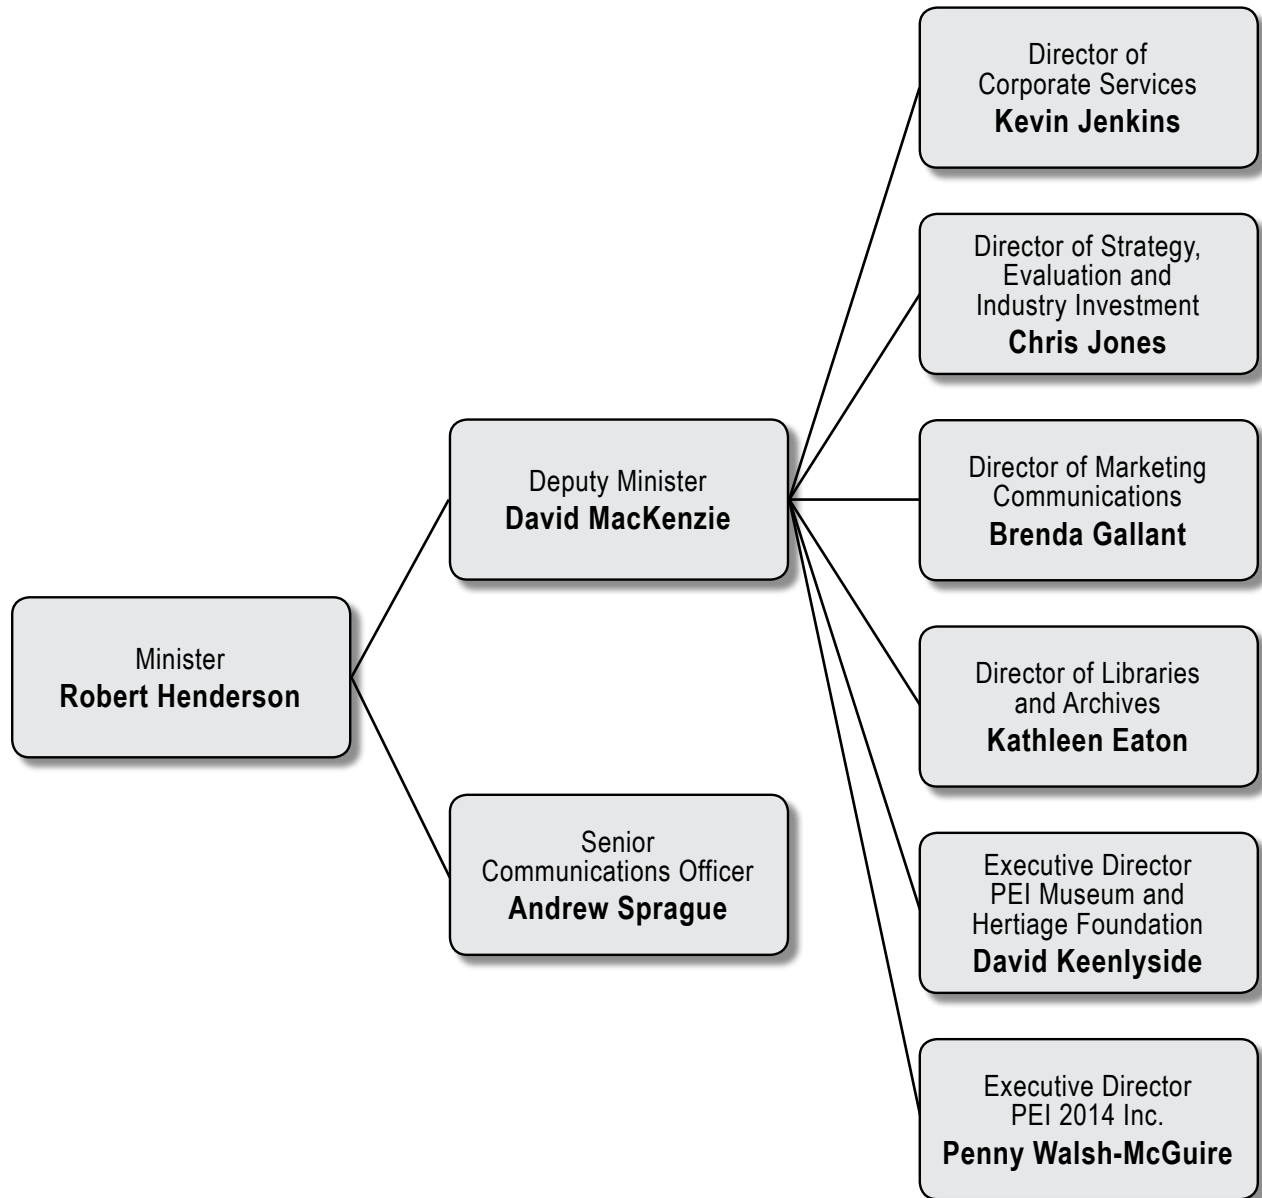 Minister
Robert Henderson
Deputy Minister
David MacKenzie
Senior
Communications Officer
Andrew Sprague
Director of
Corporate Services
Kevin Jenkins
Director of Strategy,
Evaluation and
Industry Investment
Chris Jones
Director of Marketing
Communications
Brenda Gallant
Director of Libraries
and Archives
Kathleen Eaton
Executive Director
PEI Museum and
Hertiage Foundation
David Keenlyside
Executive Director
PEI 2014 Inc.
Penny Walsh-McGuire